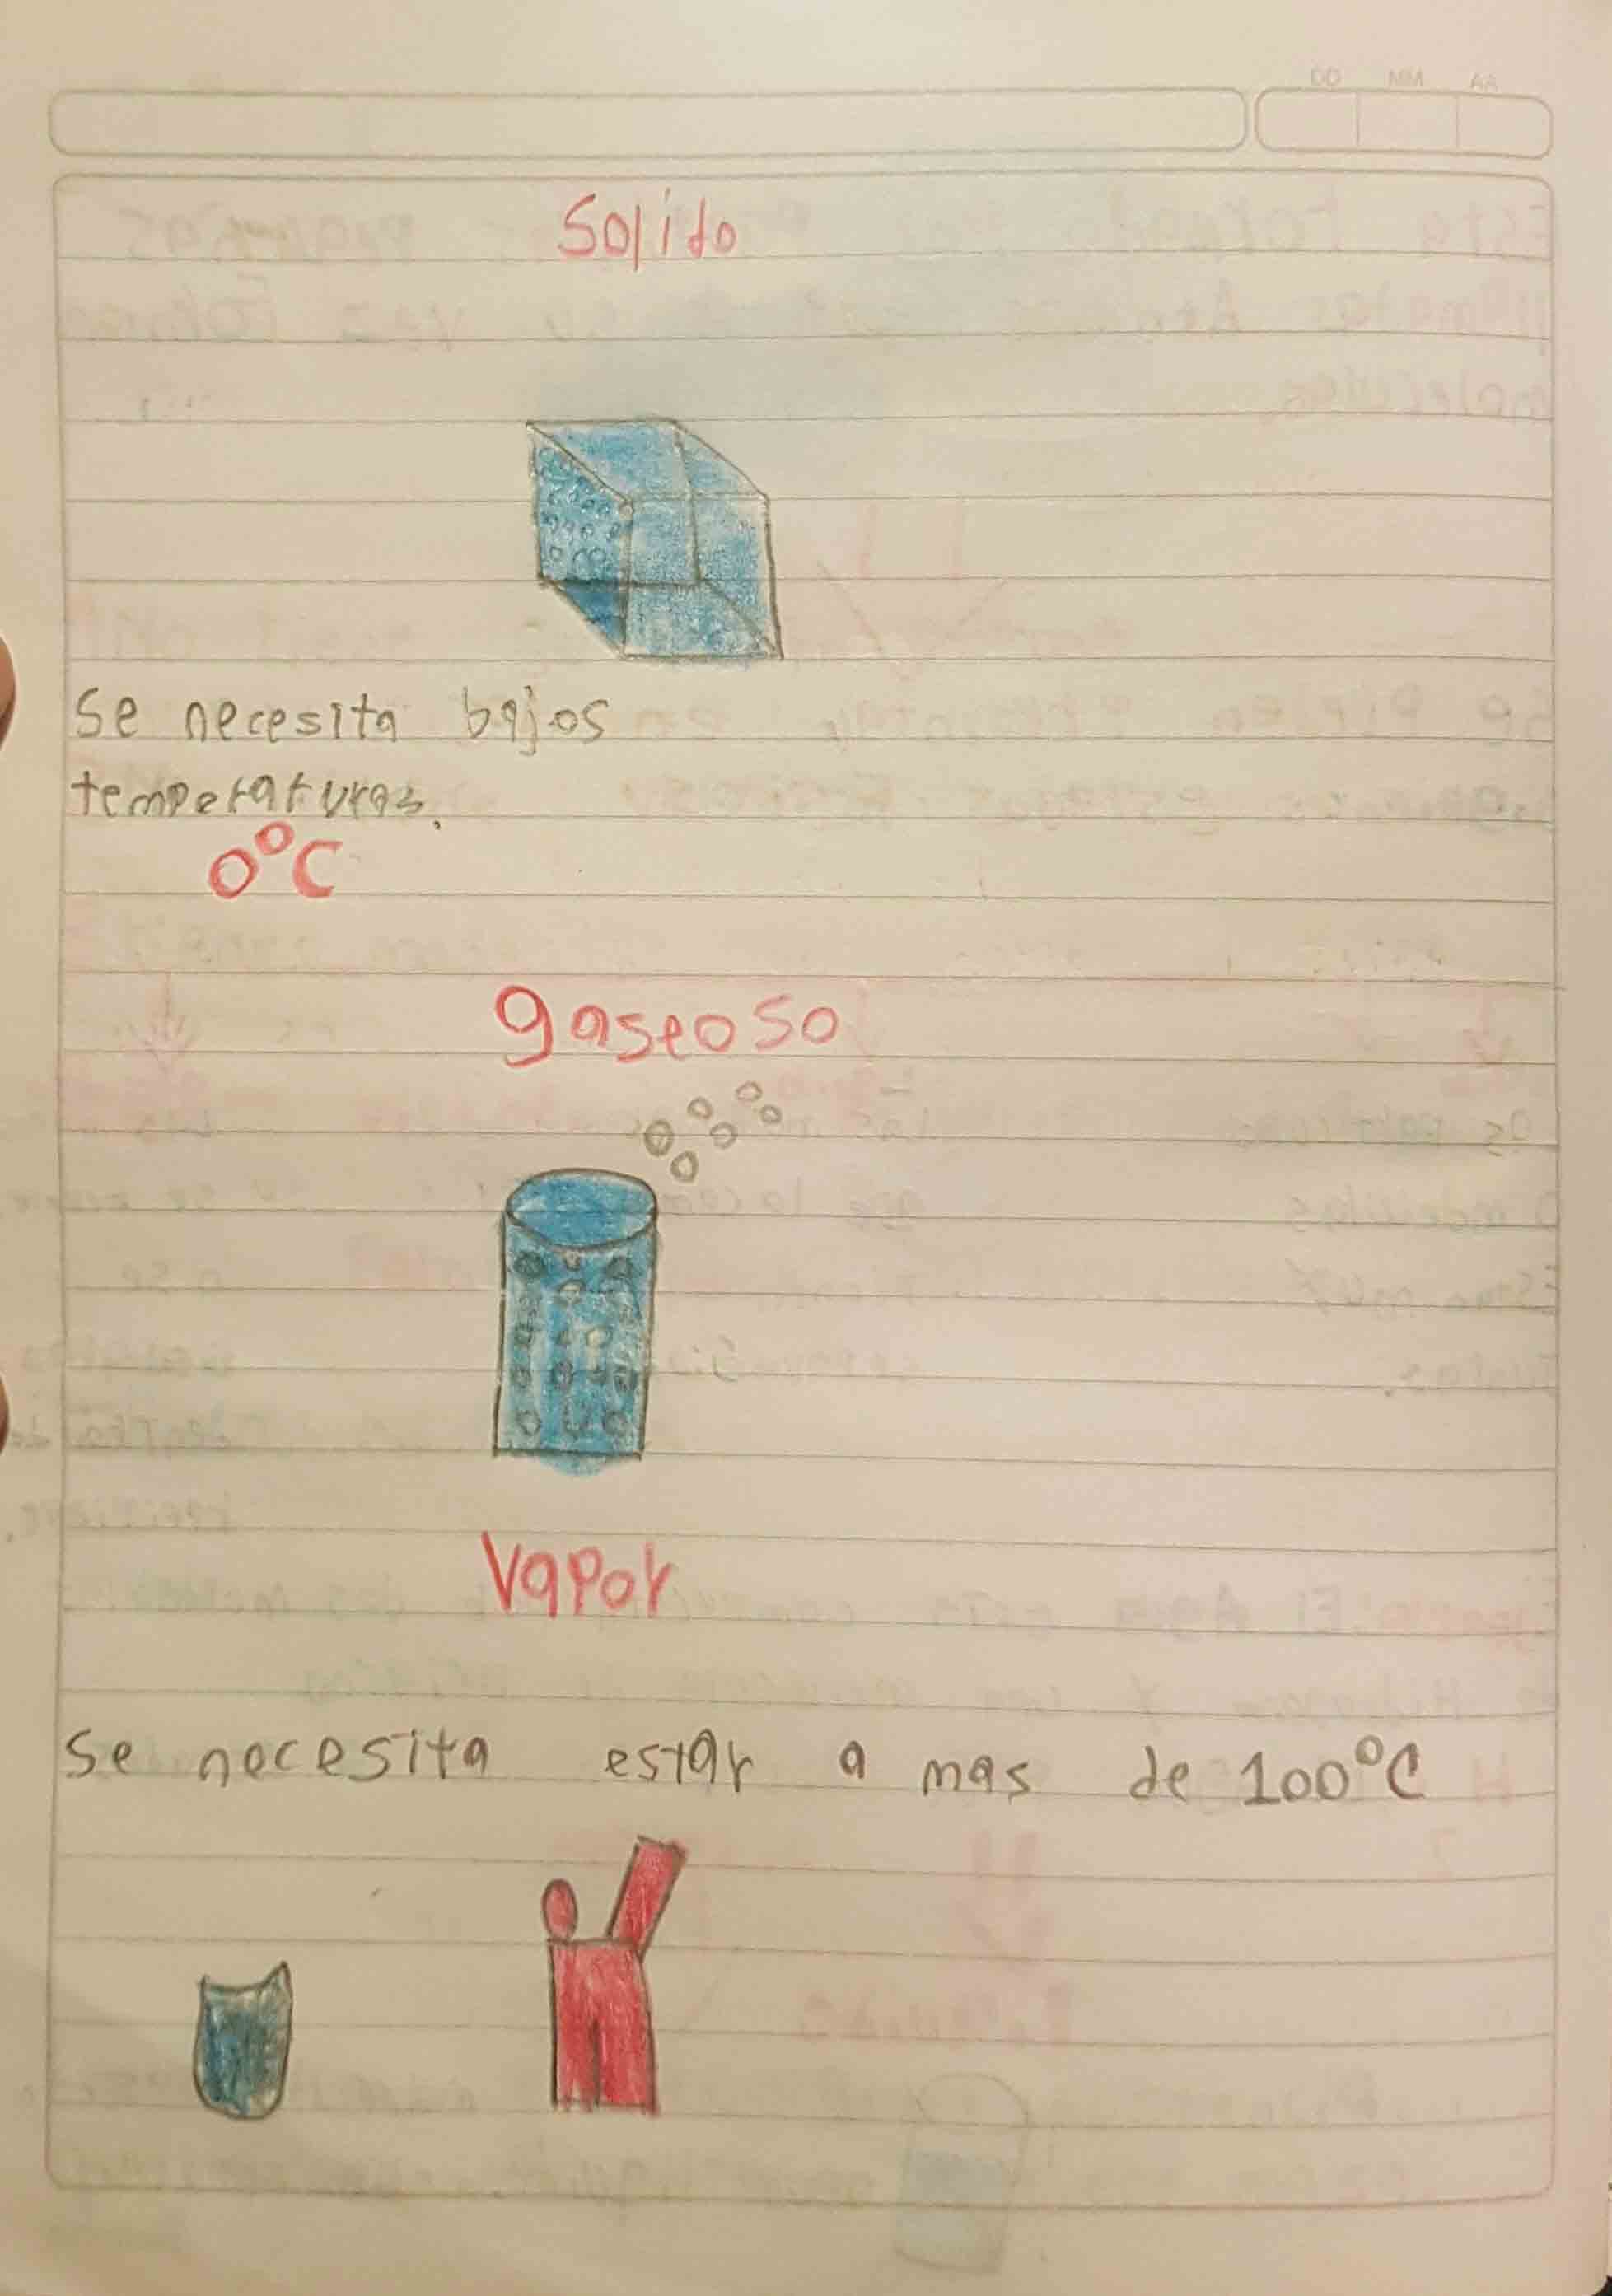 DD MM AA
Solido
Se necesita bajos
temperaturas.
0°C
gaseoso
Vapor
Se necesita estar a mas de 100°C